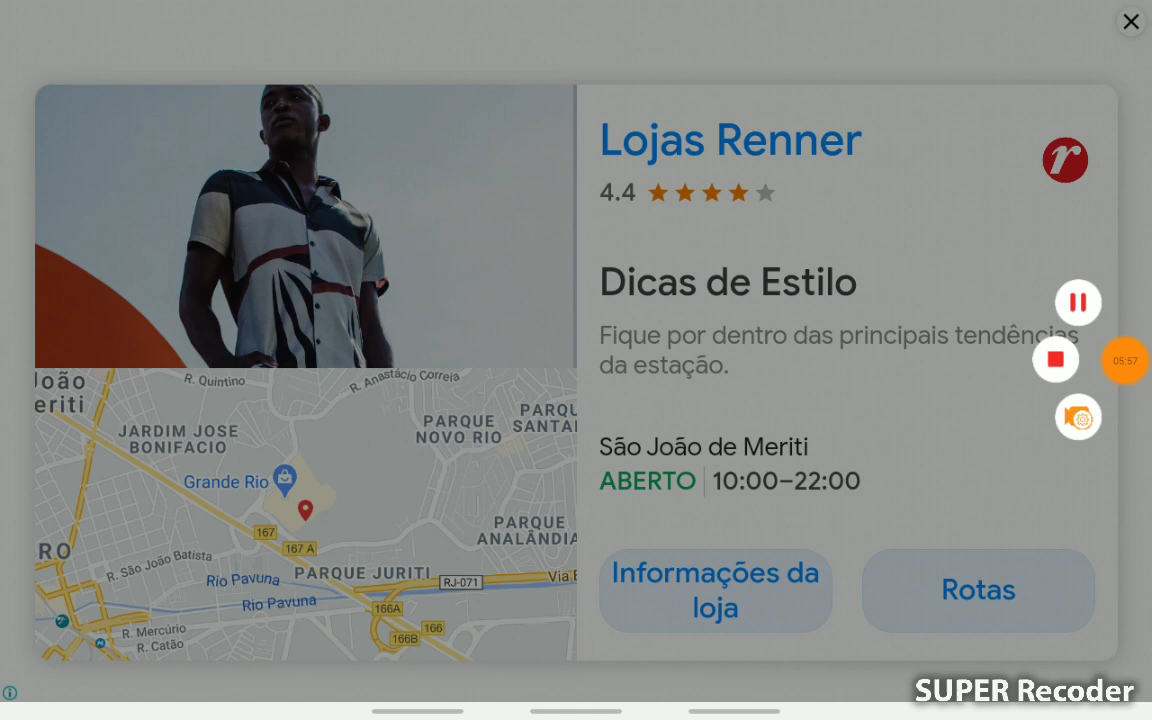 Lojas Renner
r
4.4
Dicas de Estilo
Fique por dentro das principais tendências
da estação.
São João de Meriti
ABERTO 10:00–22:00
Informações da
loja
Rotas
05:57
João
eriti
R. Quintino
R. Anastácio Correia
JARDIM JOSE
BONIFACIO
PARQUE
NOVO RIO
PARQU
SANTA
Grande Rio
167
167 A
PARQUE
ANALÂNDIA
RO
R. São João Batista
Rio Pavuna
PARQUE JURITI
RJ-071
Via E
Rio Pavuna
166A
166
166B
R. Mercúrio
R. Catão
SUPER Recoder